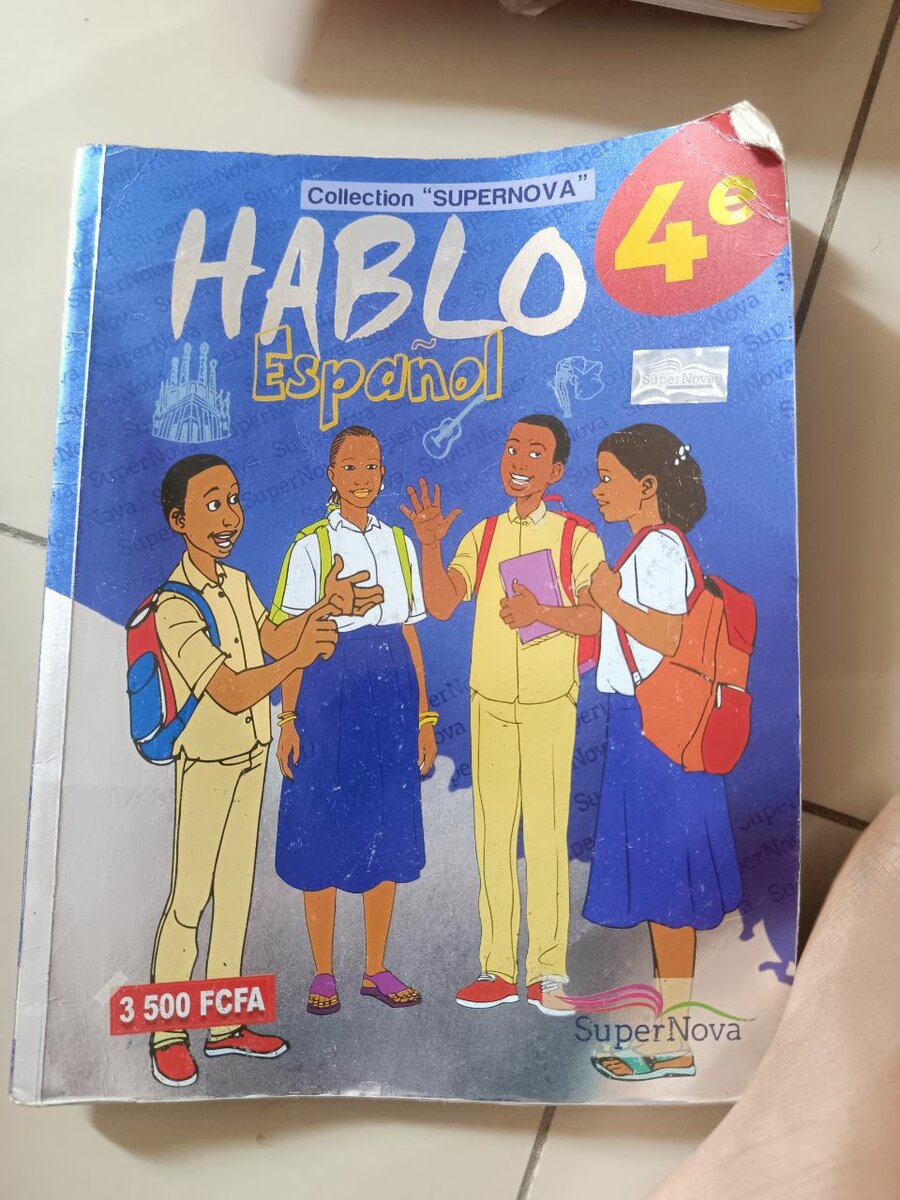 Collection "SUPERNOVA"
4e
HABLO
Español
SuperNova
3 500 FCFA
SuperNova